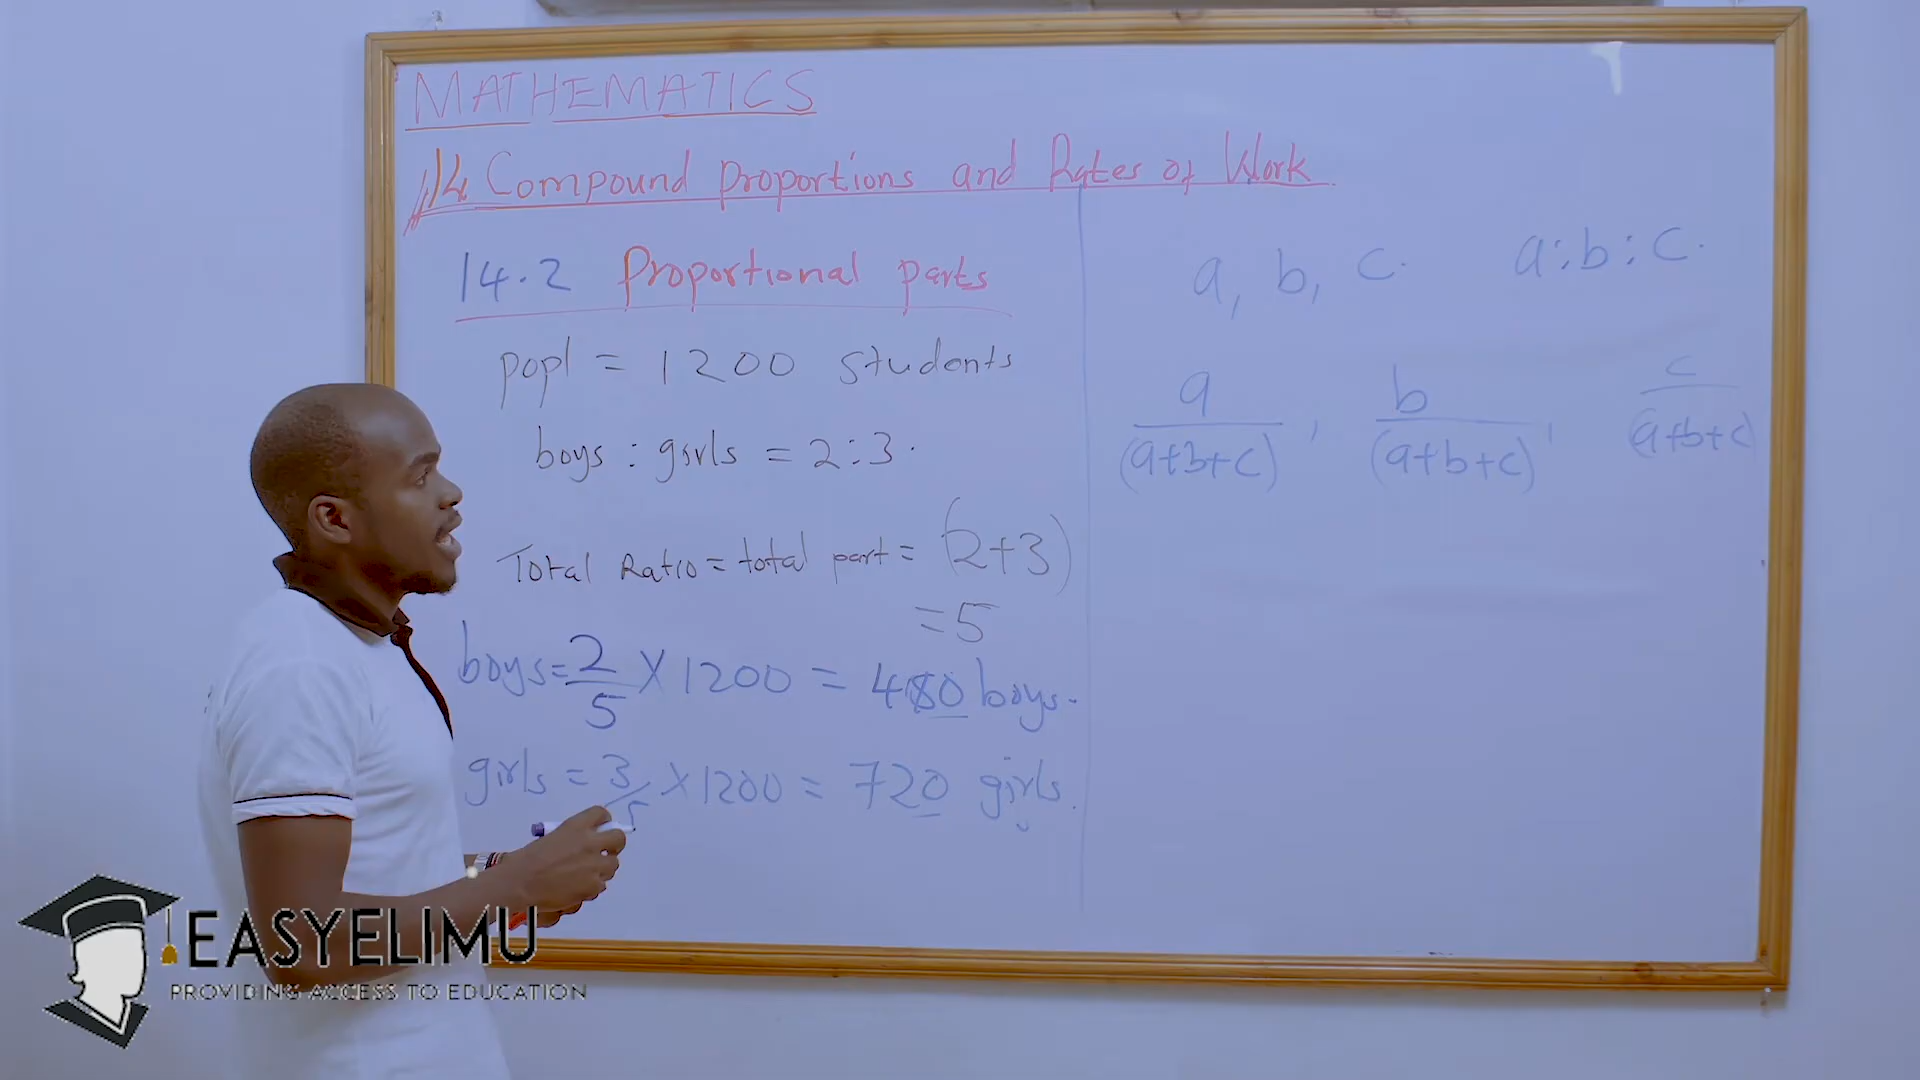 MATHEMATICS
14 Compound proportions and Rates of Work
14.2 Proportional parts
popl = 1200 students
boys : girls = 2:3.
Total Ratio = total part = (2+3)
= 5
boys = 2/5 X 1200 = 480 boys.
girls = 3/5 X 1200 = 720 girls.
a, b, c. a:b:c.
a/(a+b+c), b/(a+b+c), c/(a+b+c)
EASYELIMU
PROVIDING ACCESS TO EDUCATION